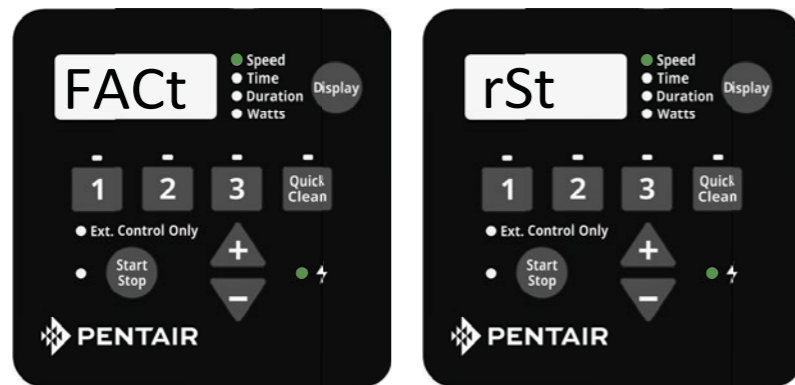 FACt
Speed
Time
Duration
Watts
Display
1 2 3 Quick Clean
Ext. Control Only
Start
Stop
+
−
PENTAIR
rSt
Speed
Time
Duration
Watts
Display
1 2 3 Quick Clean
Ext. Control Only
Start
Stop
+
−
PENTAIR